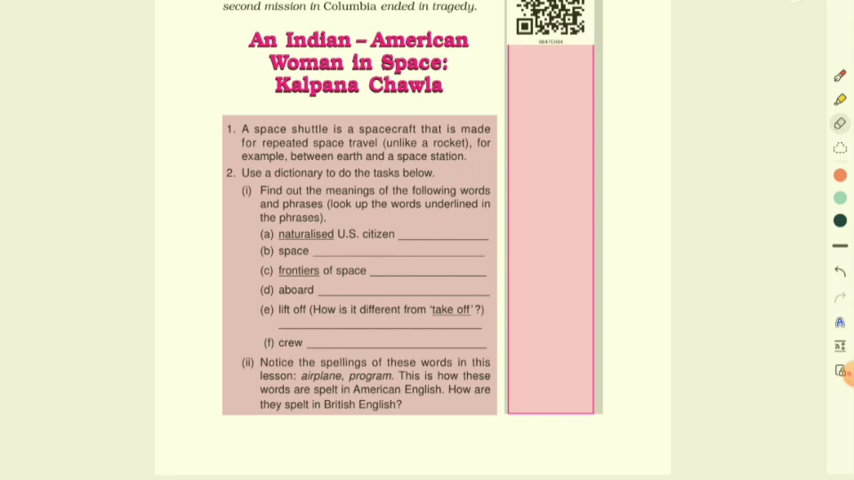 second mission in Columbia ended in tragedy.
An Indian – American
Woman in Space:
Kalpana Chawla
1. A space shuttle is a spacecraft that is made
for repeated space travel (unlike a rocket), for
example, between earth and a space station.
2. Use a dictionary to do the tasks below.
(i) Find out the meanings of the following words
and phrases (look up the words underlined in
the phrases).
(a) naturalised U.S. citizen
(b) space
(c) frontiers of space
(d) aboard
(e) lift off (How is it different from ‘take off’?)
(f) crew
(ii) Notice the spellings of these words in this
lesson: airplane, program. This is how these
words are spelt in American English. How are
they spelt in British English?